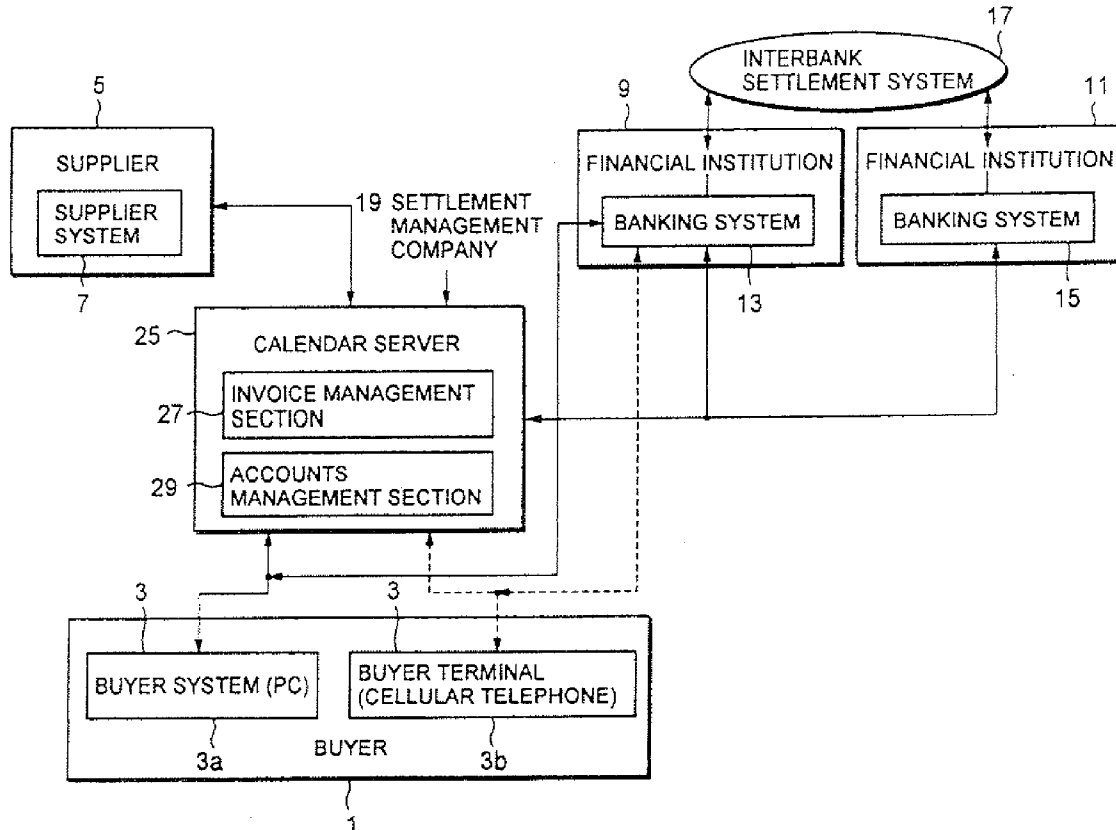 17
INTERBANK
SETTLEMENT SYSTEM
5
9
11
SUPPLIER
SUPPLIER
SYSTEM
7
19 SETTLEMENT
MANAGEMENT
COMPANY
FINANCIAL INSTITUTION
BANKING SYSTEM
13
FINANCIAL INSTITUTION
BANKING SYSTEM
15
25
CALENDAR SERVER
INVOICE MANAGEMENT
SECTION
27
ACCOUNTS
MANAGEMENT SECTION
29
3
3
BUYER SYSTEM (PC)
BUYER TERMINAL
(CELLULAR TELEPHONE)
3a
BUYER
3b
1